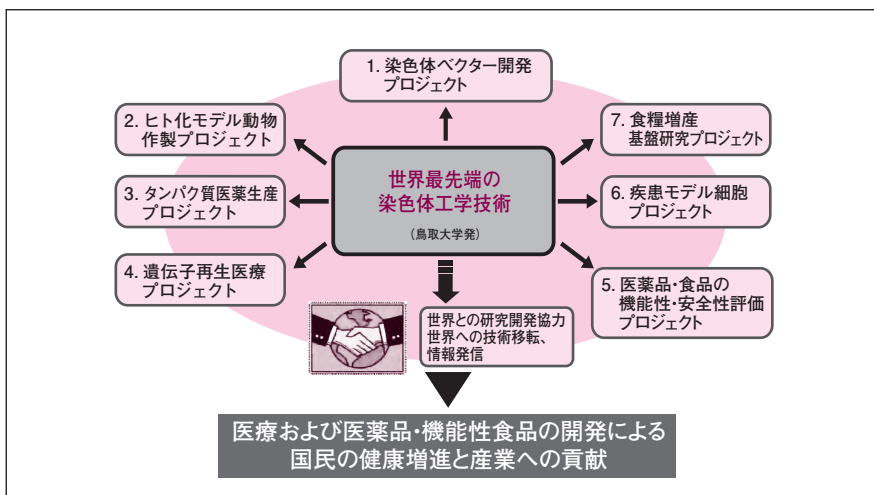 1. 染色体ベクター開発
プロジェクト
2. ヒト化モデル動物
作製プロジェクト
3. タンパク質医薬生産
プロジェクト
4. 遺伝子再生医療
プロジェクト
世界最先端の
染色体工学技術
(鳥取大学発)
7. 食糧増産
基盤研究プロジェクト
6. 疾患モデル細胞
プロジェクト
5. 医薬品・食品の
機能性・安全性評価
プロジェクト
世界との研究開発協力
世界への技術移転、
情報発信
医療および医薬品・機能性食品の開発による
国民の健康増進と産業への貢献